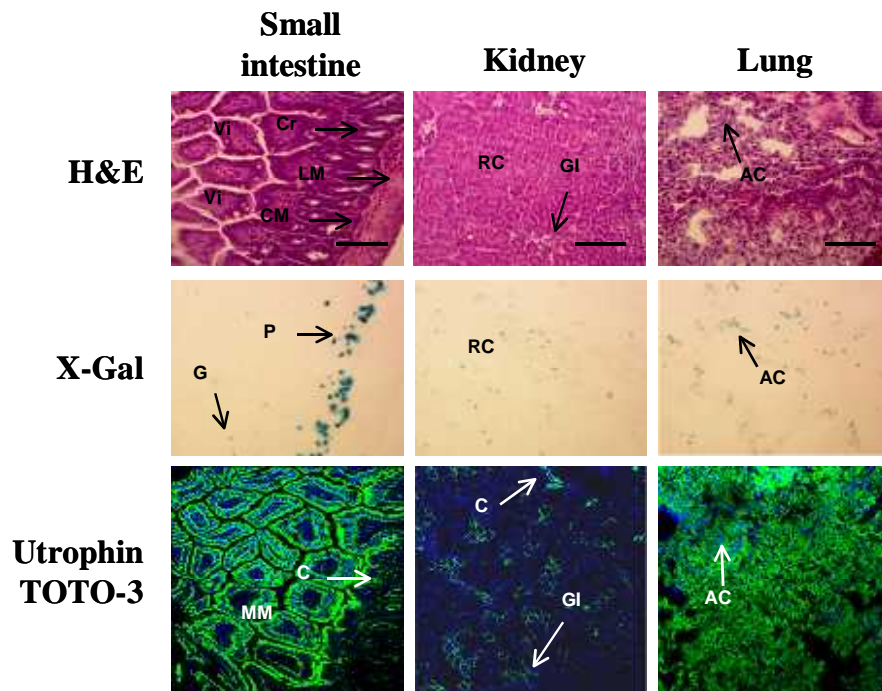 Small
intestine
Kidney
Lung
H&E
Vi
Cr
LM
Vi
CM
RC
Gl
AC
X-Gal
P
G
RC
AC
Utrophin
TOTO-3
C
MM
C
Gl
AC